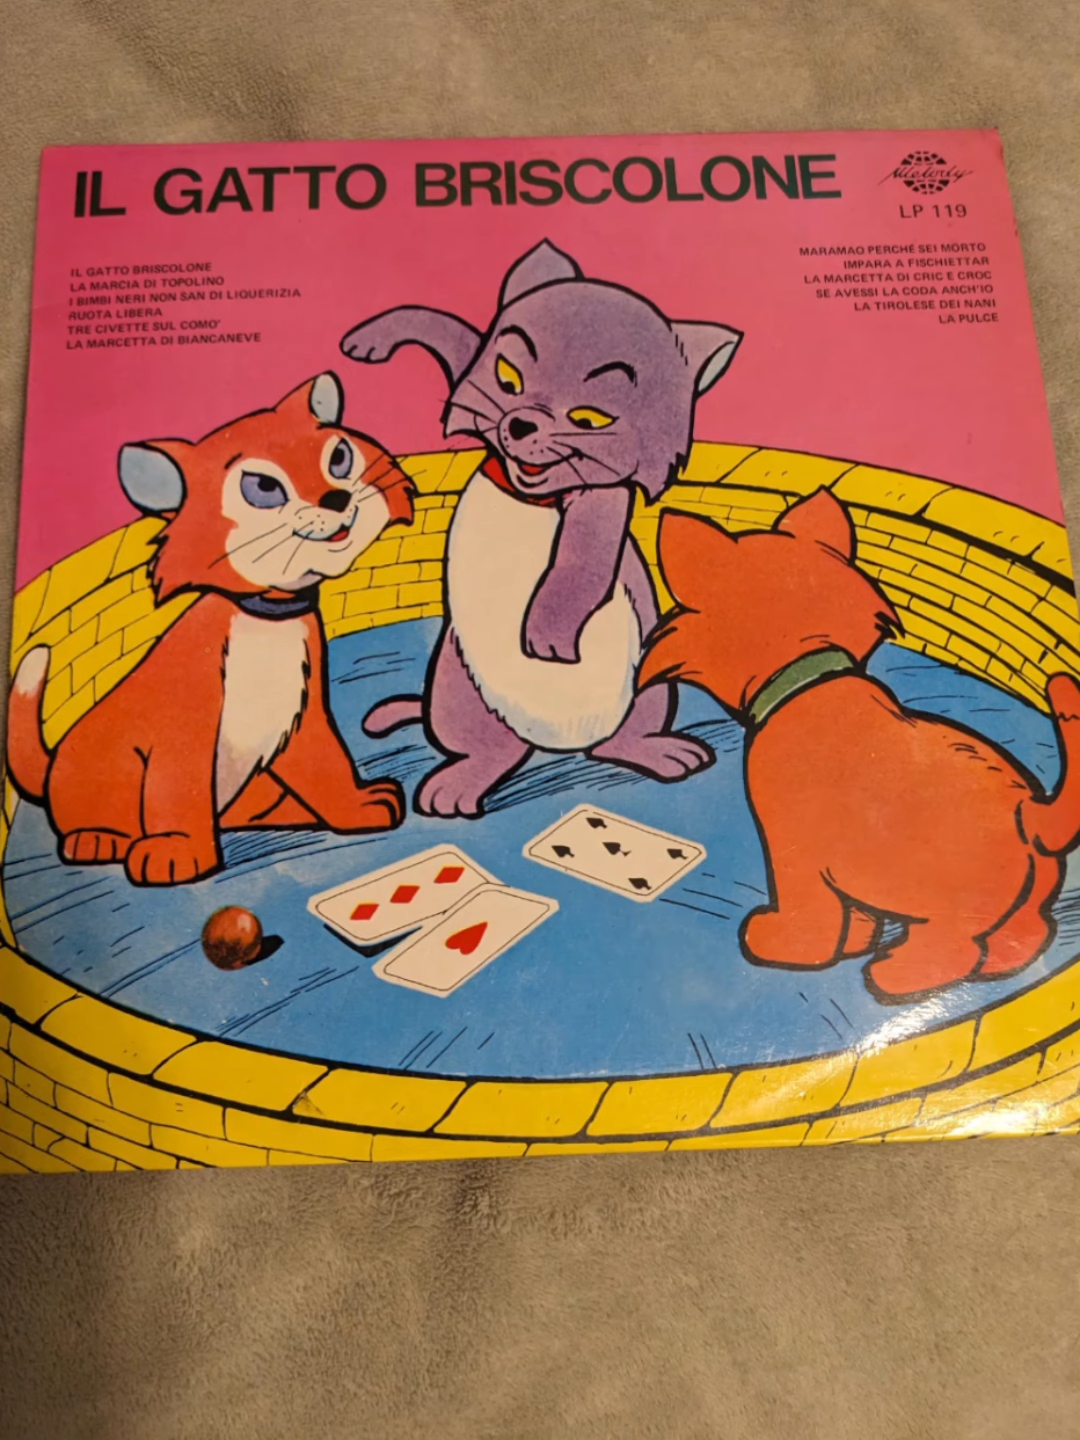 IL GATTO BRISCOLONE
Melody
LP 119
IL GATTO BRISCOLONE
LA MARCIA DI TOPOLINO
I BIMBI NERI NON SAN DI LIQUERIZIA
RUOTA LIBERA
TRE CIVETTE SUL COMO'
LA MARCETTA DI BIANCANEVE
MARAMAO PERCHÉ SEI MORTO
IMPARA A FISCHIETTAR
LA MARCETTA DI CRIC E CROC
SE AVESSI LA CODA ANCH'IO
LA TIROLESE DEI NANI
LA PULCE